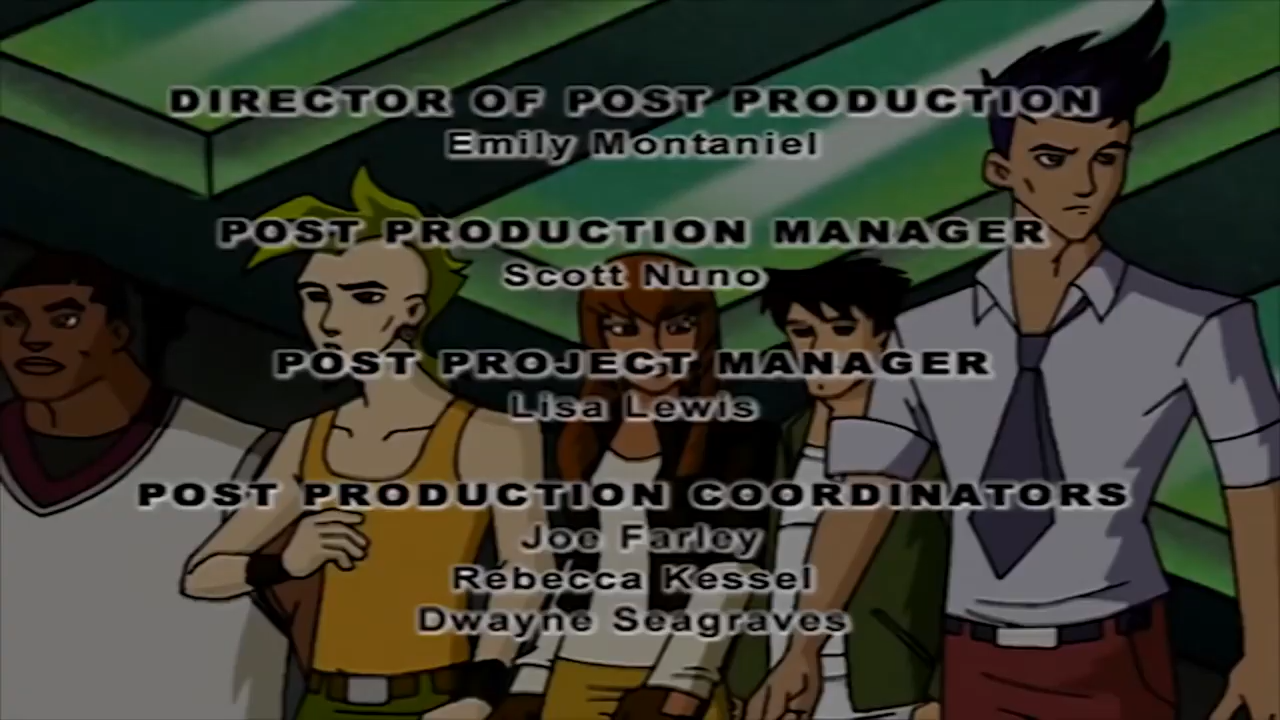 DIRECTOR OF POST PRODUCTION
Emily Montaniel
POST PRODUCTION MANAGER
Scott Nuno
POST PROJECT MANAGER
Lisa Lewis
POST PRODUCTION COORDINATORS
Joe Farley
Rebecca Kessel
Dwayne Seagraves